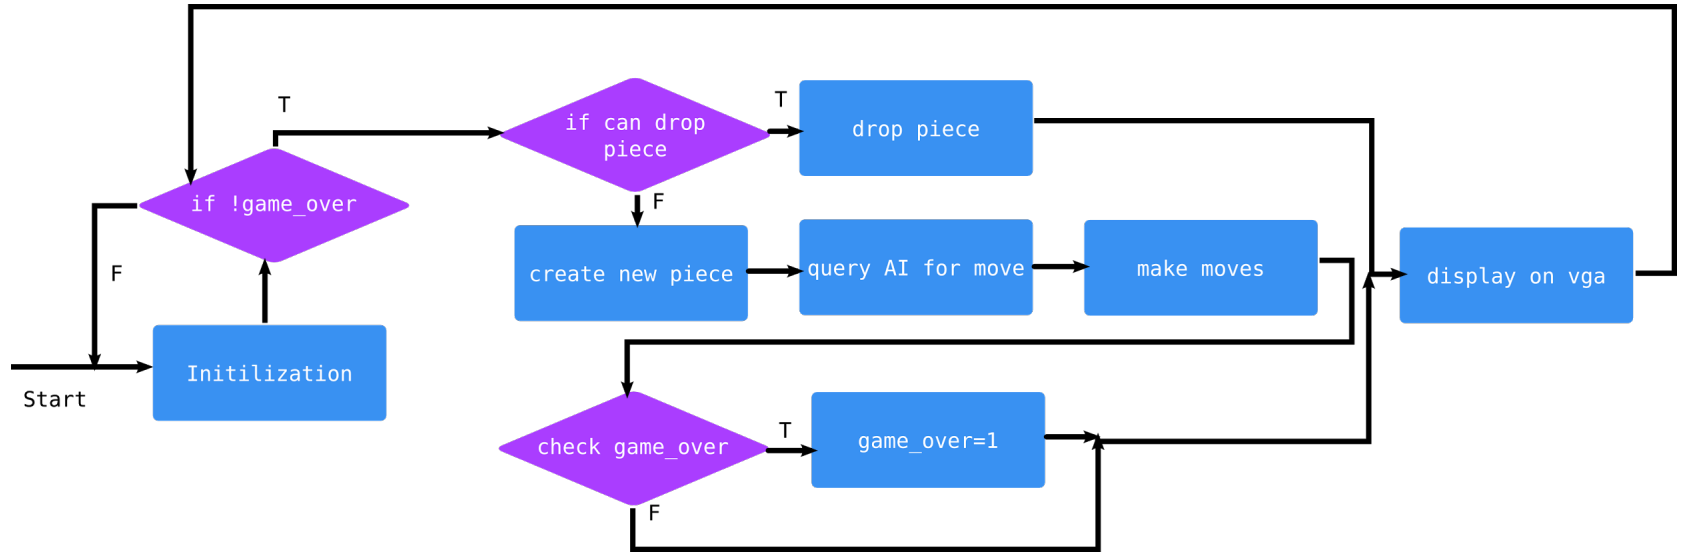 T
if can drop
piece
T
drop piece
if !game_over
F
F
create new piece
query AI for move
make moves
display on vga
Initilization
Start
check game_over
T
game_over=1
F